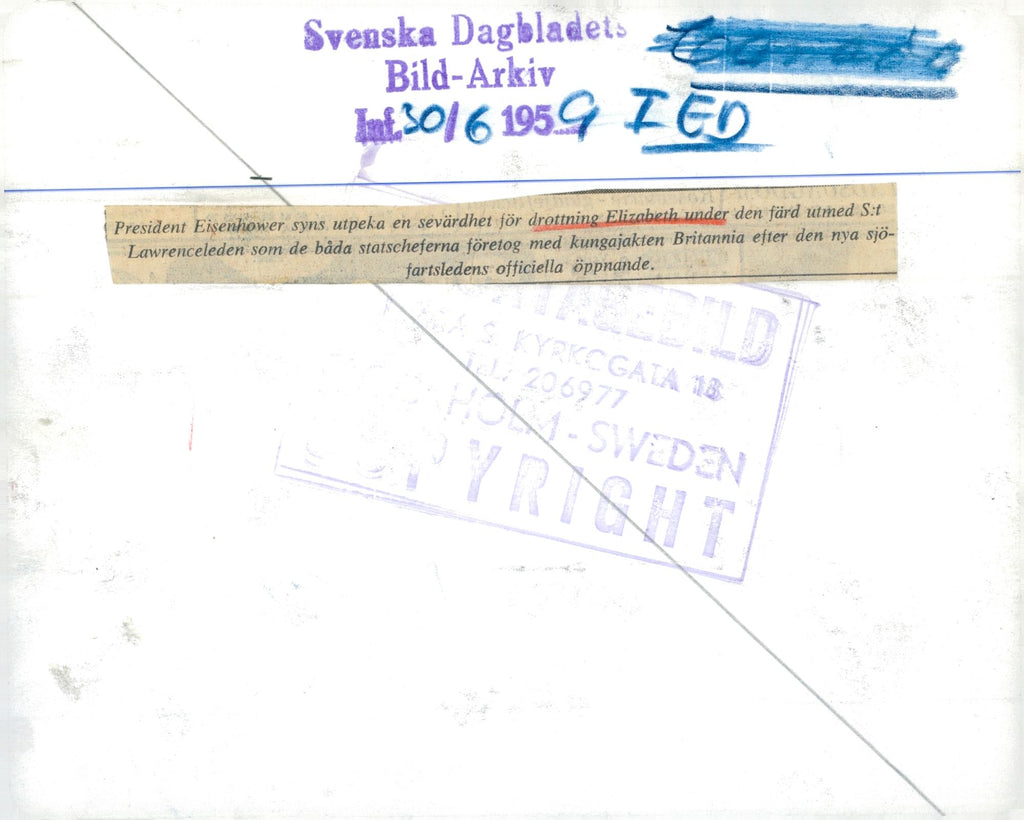 Svenska Dagbladets
Bild-Arkiv
Inf. 30/6 1959 IED
President Eisenhower syns utpeka en sevärdhet för drottning Elizabeth under den färd utmed S:t
Lawrenceleden som de båda statscheferna företog med kungajakten Britannia efter den nya sjö-
fartsledens officiella öppnande.
S. KYRKOGATA 18
206977
HOLM-SWEDEN
COPYRIGHT